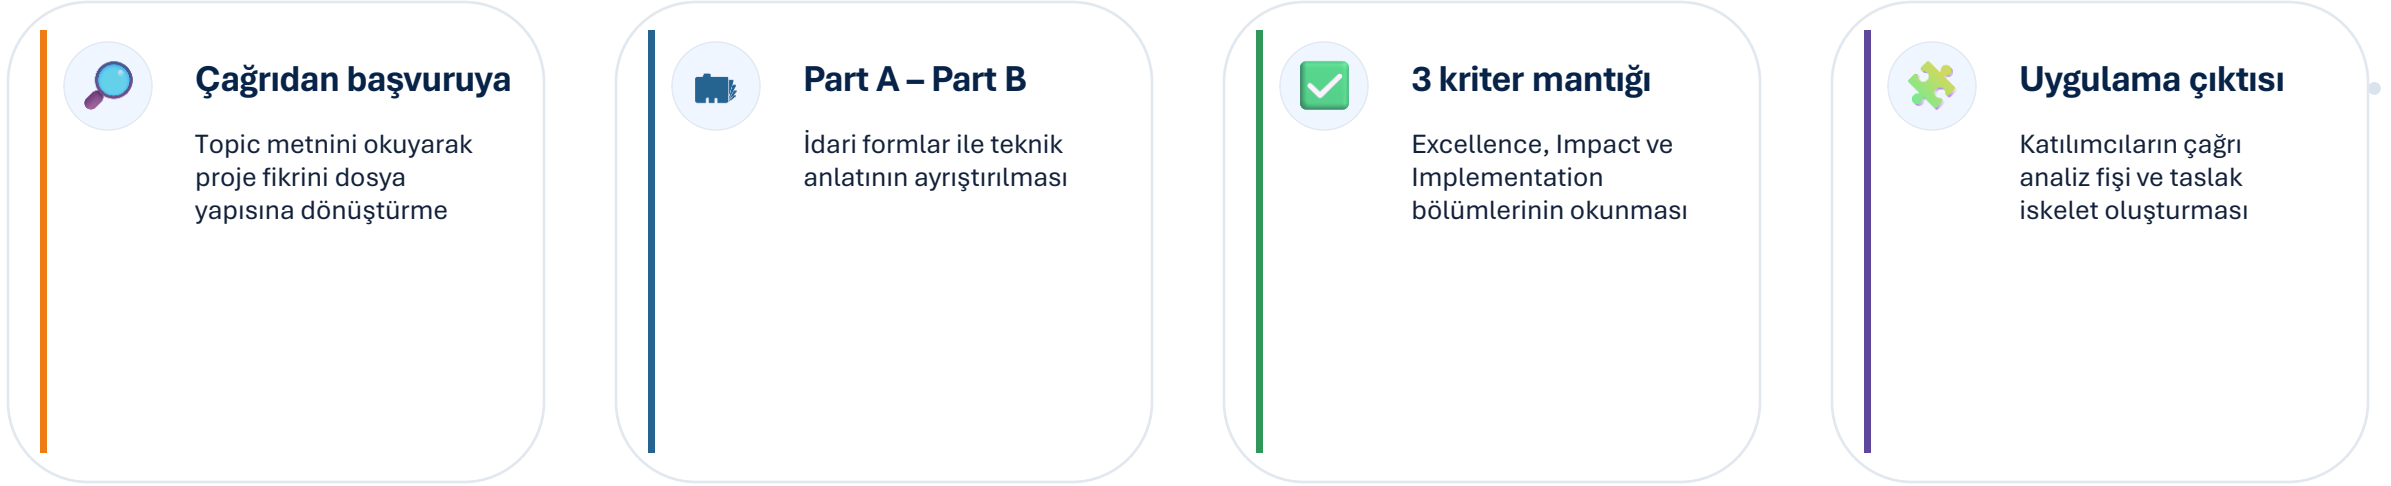 Çağrıdan başvuruya
Topic metnini okuyarak
proje fikrini dosya
yapısına dönüştürme
Part A – Part B
İdari formlar ile teknik
anlatının ayrıştırılması
3 kriter mantığı
Excellence, Impact ve
Implementation
bölümlerinin okunması
Uygulama çıktısı
Katılımcıların çağrı
analiz fişi ve taslak
iskelet oluşturması